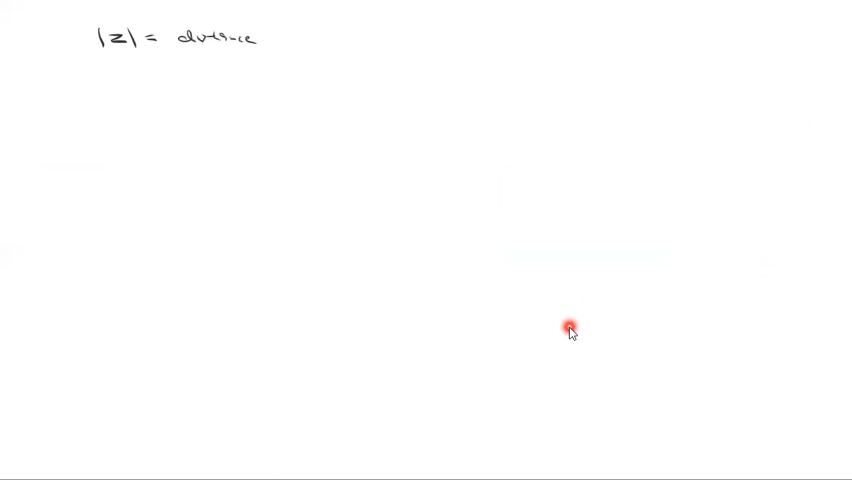 |z| = distance